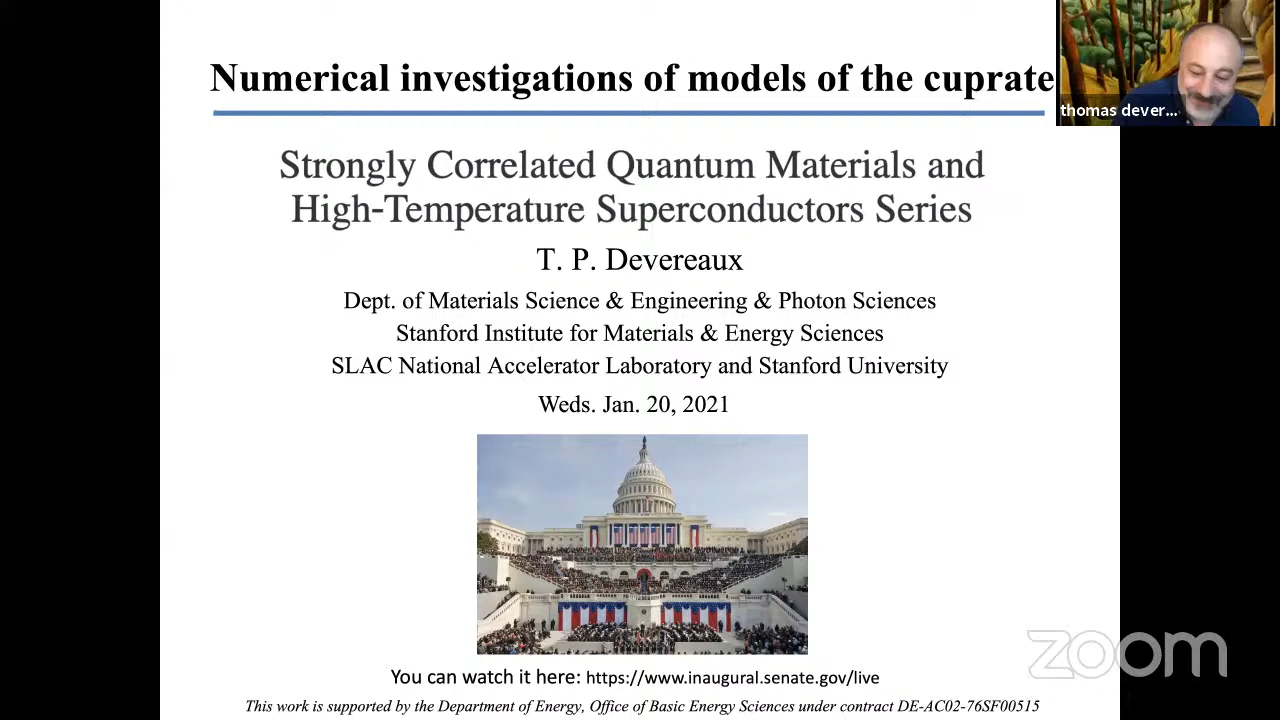 Numerical investigations of models of the cuprate
thomas dever...
Strongly Correlated Quantum Materials and
High-Temperature Superconductors Series
T. P. Devereaux
Dept. of Materials Science & Engineering & Photon Sciences
Stanford Institute for Materials & Energy Sciences
SLAC National Accelerator Laboratory and Stanford University
Weds. Jan. 20, 2021
zoom
You can watch it here: https://www.inaugural.senate.gov/live
This work is supported by the Department of Energy, Office of Basic Energy Sciences under contract DE-AC02-76SF00515